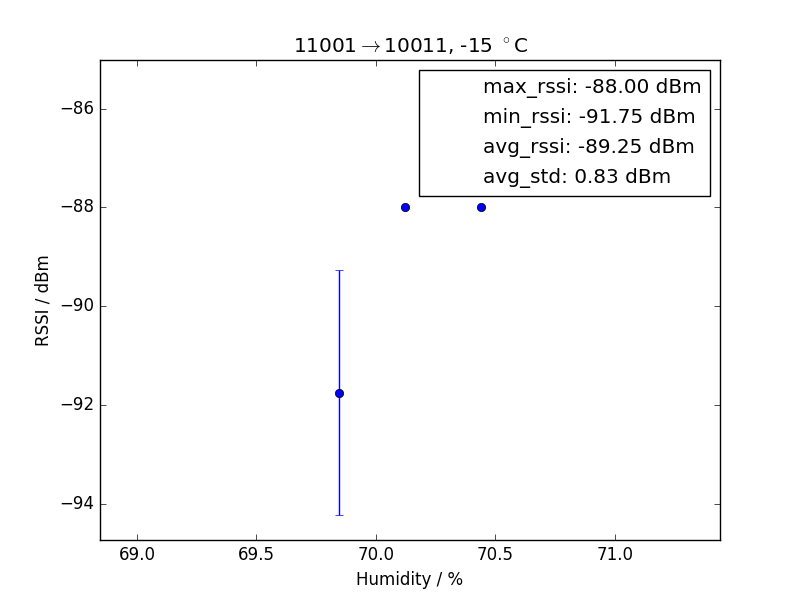 11001→10011, -15 °C
max_rssi: -88.00 dBm
min_rssi: -91.75 dBm
avg_rssi: -89.25 dBm
avg_std: 0.83 dBm
RSSI / dBm
−86
−88
−90
−92
−94
69.0 69.5 70.0 70.5 71.0
Humidity / %